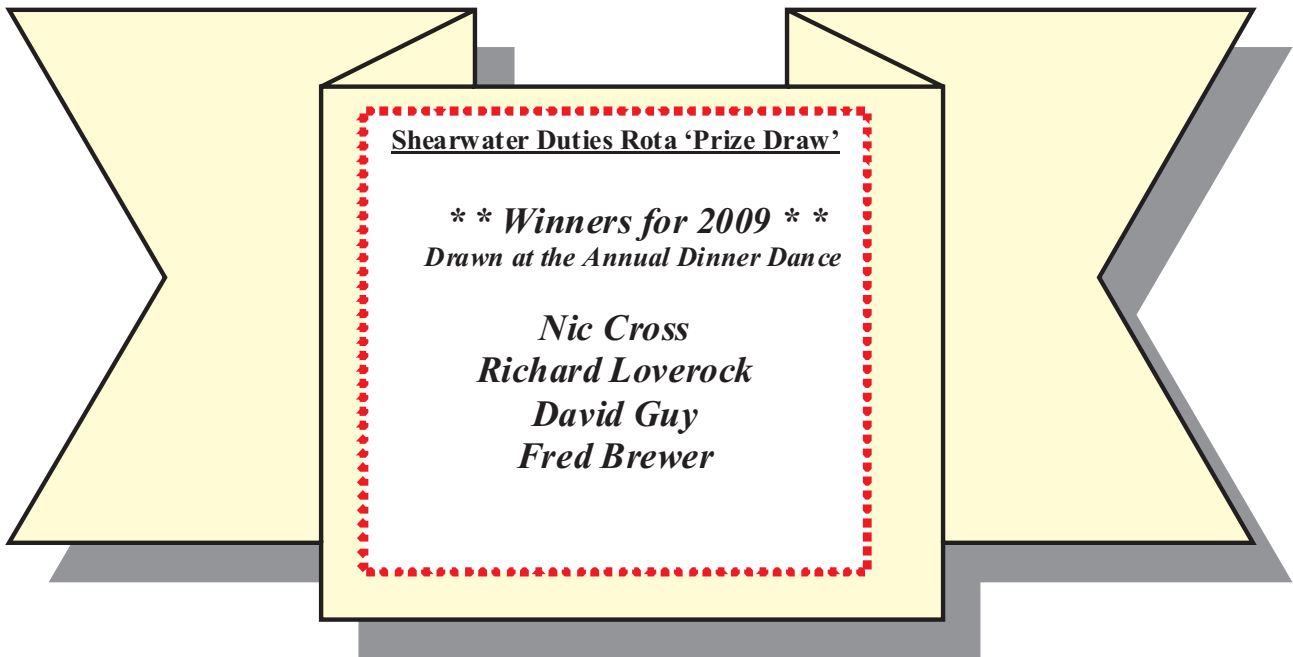 Shearwater Duties Rota ‘Prize Draw’
* * Winners for 2009 * *
Drawn at the Annual Dinner Dance
Nic Cross
Richard Loverock
David Guy
Fred Brewer